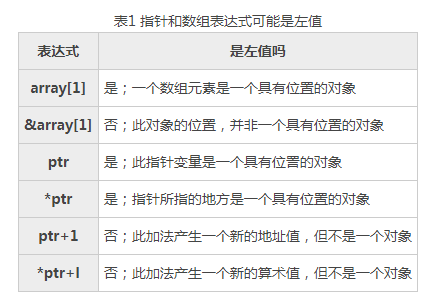 表1 指针和数组表达式可能是左值
表达式 是左值吗
array[1] 是；一个数组元素是一个具有位置的对象
&array[1] 否；此对象的位置，并非一个具有位置的对象
ptr 是；此指针变量是一个具有位置的对象
*ptr 是；指针所指的地方是一个具有位置的对象
ptr+1 否；此加法产生一个新的地址值，但不是一个对象
*ptr+l 否；此加法产生一个新的算术值，但不是一个对象